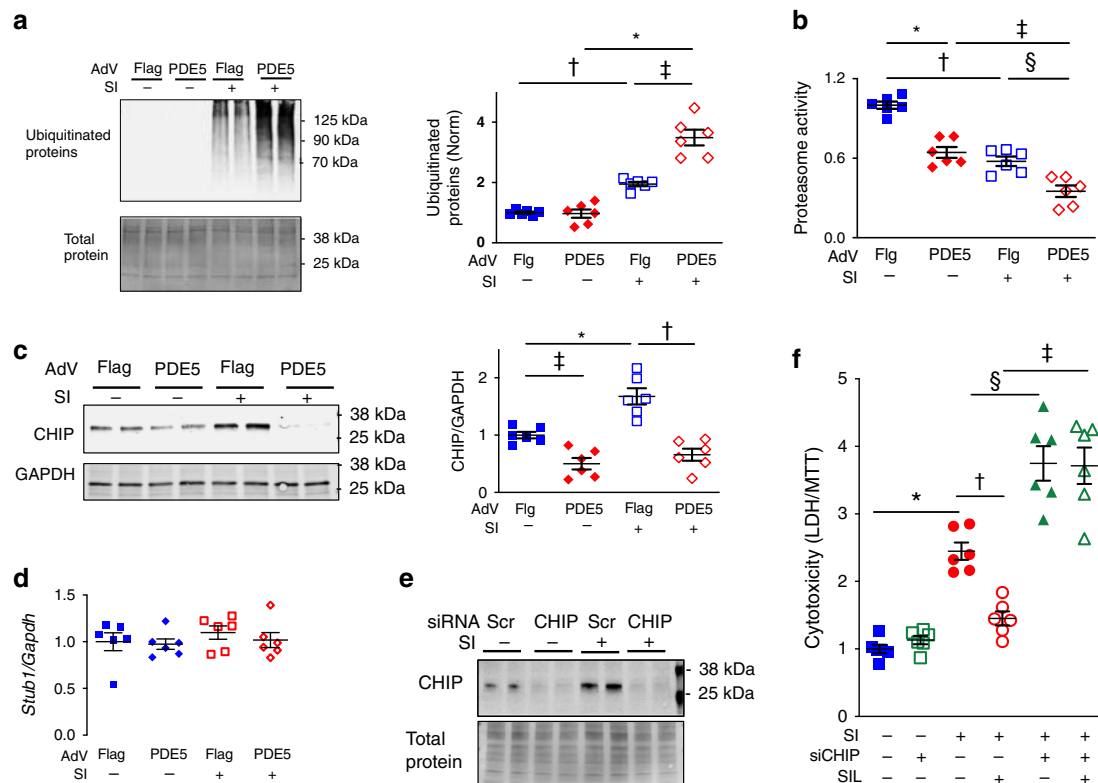 a
AdV Flag PDE5 Flag PDE5
SI – – + +
Ubiquitinated
proteins
125 kDa
90 kDa
70 kDa
Total
protein
38 kDa
25 kDa
*
† ‡
Ubiquitinated
proteins (Norm)
4
2
0
AdV Flg PDE5 Flg PDE5
SI – – + +
b
* ‡
† §
Proteasome activity
1.2
0.6
0
AdV Flg PDE5 Flg PDE5
SI – – + +
c
AdV Flag PDE5 Flag PDE5
SI – – + +
CHIP
38 kDa
25 kDa
GAPDH
38 kDa
25 kDa
* †
‡
CHIP/GAPDH
2
1
0
AdV Flg PDE5 Flag PDE5
SI – – + +
d
Stub1/Gapdh
1.5
1.0
0.5
0
AdV Flag PDE5 Flag PDE5
SI – – + +
e
siRNA Scr CHIP Scr CHIP
SI – – + +
CHIP
38 kDa
25 kDa
Total
protein
f
‡
§
* †
Cytotoxicity (LDH/MTT)
5
4
3
2
1
0
SI – – + + + +
siCHIP – + – – + +
SIL – – – + – +